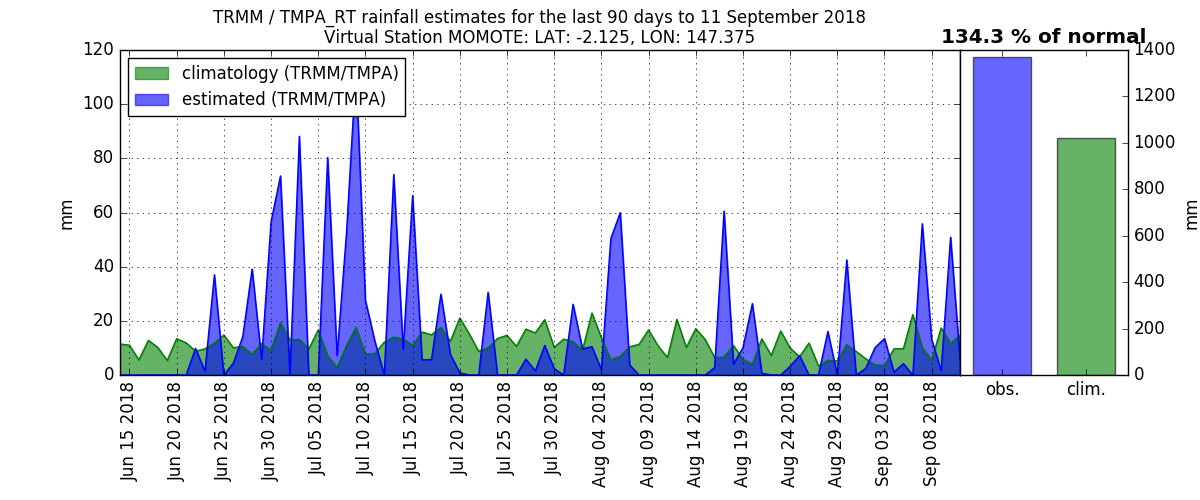 TRMM / TMPA_RT rainfall estimates for the last 90 days to 11 September 2018
Virtual Station MOMOTE: LAT: -2.125, LON: 147.375
134.3 % of normal
climatology (TRMM/TMPA)
estimated (TRMM/TMPA)
mm
120
100
80
60
40
20
0
Jun 15 2018
Jun 20 2018
Jun 25 2018
Jun 30 2018
Jul 05 2018
Jul 10 2018
Jul 15 2018
Jul 20 2018
Jul 25 2018
Jul 30 2018
Aug 04 2018
Aug 09 2018
Aug 14 2018
Aug 19 2018
Aug 24 2018
Aug 29 2018
Sep 03 2018
Sep 08 2018
obs.
clim.
1400
1200
1000
800
600
400
200
0
mm